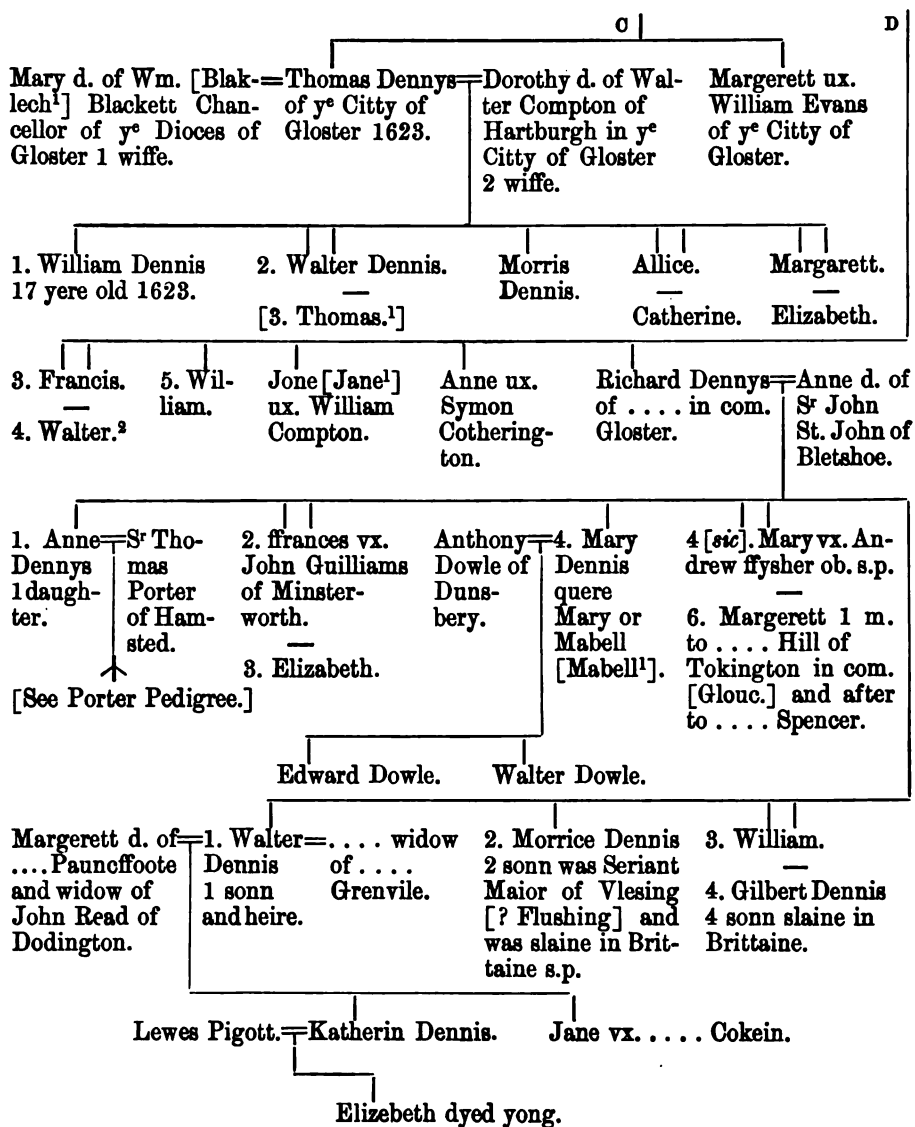 C
D
Mary d. of Wm. [Blak-
lech¹] Blackett Chan-
cellor of yᵉ Dioces of
Gloster 1 wiffe.
=Thomas Dennys=
of yᵉ Citty of
Gloster 1623.
Dorothy d. of Wal-
ter Compton of
Hartburgh in yᵉ
Citty of Gloster
2 wiffe.
Margerett ux.
William Evans
of yᵉ Citty of
Gloster.
1. William Dennis
17 yere old 1623.
2. Walter Dennis.
—
[3. Thomas.¹]
Morris
Dennis.
Allice.
—
Catherine.
Margarett.
—
Elizabeth.
3. Francis.
—
4. Walter.²
5. Wil-
liam.
Jone [Jane¹]
ux. William
Compton.
Anne ux.
Symon
Cothering-
ton.
Richard Dennys=
of .... in com.
Gloster.
Anne d. of
Sʳ John
St. John of
Bletshoe.
1. Anne=
Dennys
1 daugh-
ter.
Sʳ Tho-
mas
Porter
of Ham-
sted.
[See Porter Pedigree.]
2. ffrances vx.
John Guilliams
of Minster-
worth.
—
3. Elizabeth.
Anthony=
Dowle of
Duns-
bery.
4. Mary
Dennis
quere
Mary or
Mabell
[Mabell¹].
4 [sic]. Mary vx. An-
drew ffysher ob. s.p.
—
6. Margerett 1 m.
to .... Hill of
Tokington in com.
[Glouc.] and after
to .... Spencer.
Edward Dowle.
Walter Dowle.
Margerett d. of=
....Pauncffoote
and widow of
John Read of
Dodington.
1. Walter=
Dennis
1 sonn
and heire.
.... widow
of ....
Grenvile.
2. Morrice Dennis
2 sonn was Seriant
Maior of Vlesing
[? Flushing] and
was slaine in Brit-
taine s.p.
3. William.
—
4. Gilbert Dennis
4 sonn slaine in
Brittaine.
Lewes Pigott.=Katherin Dennis.
Jane vx. .... Cokein.
Elizebeth dyed yong.